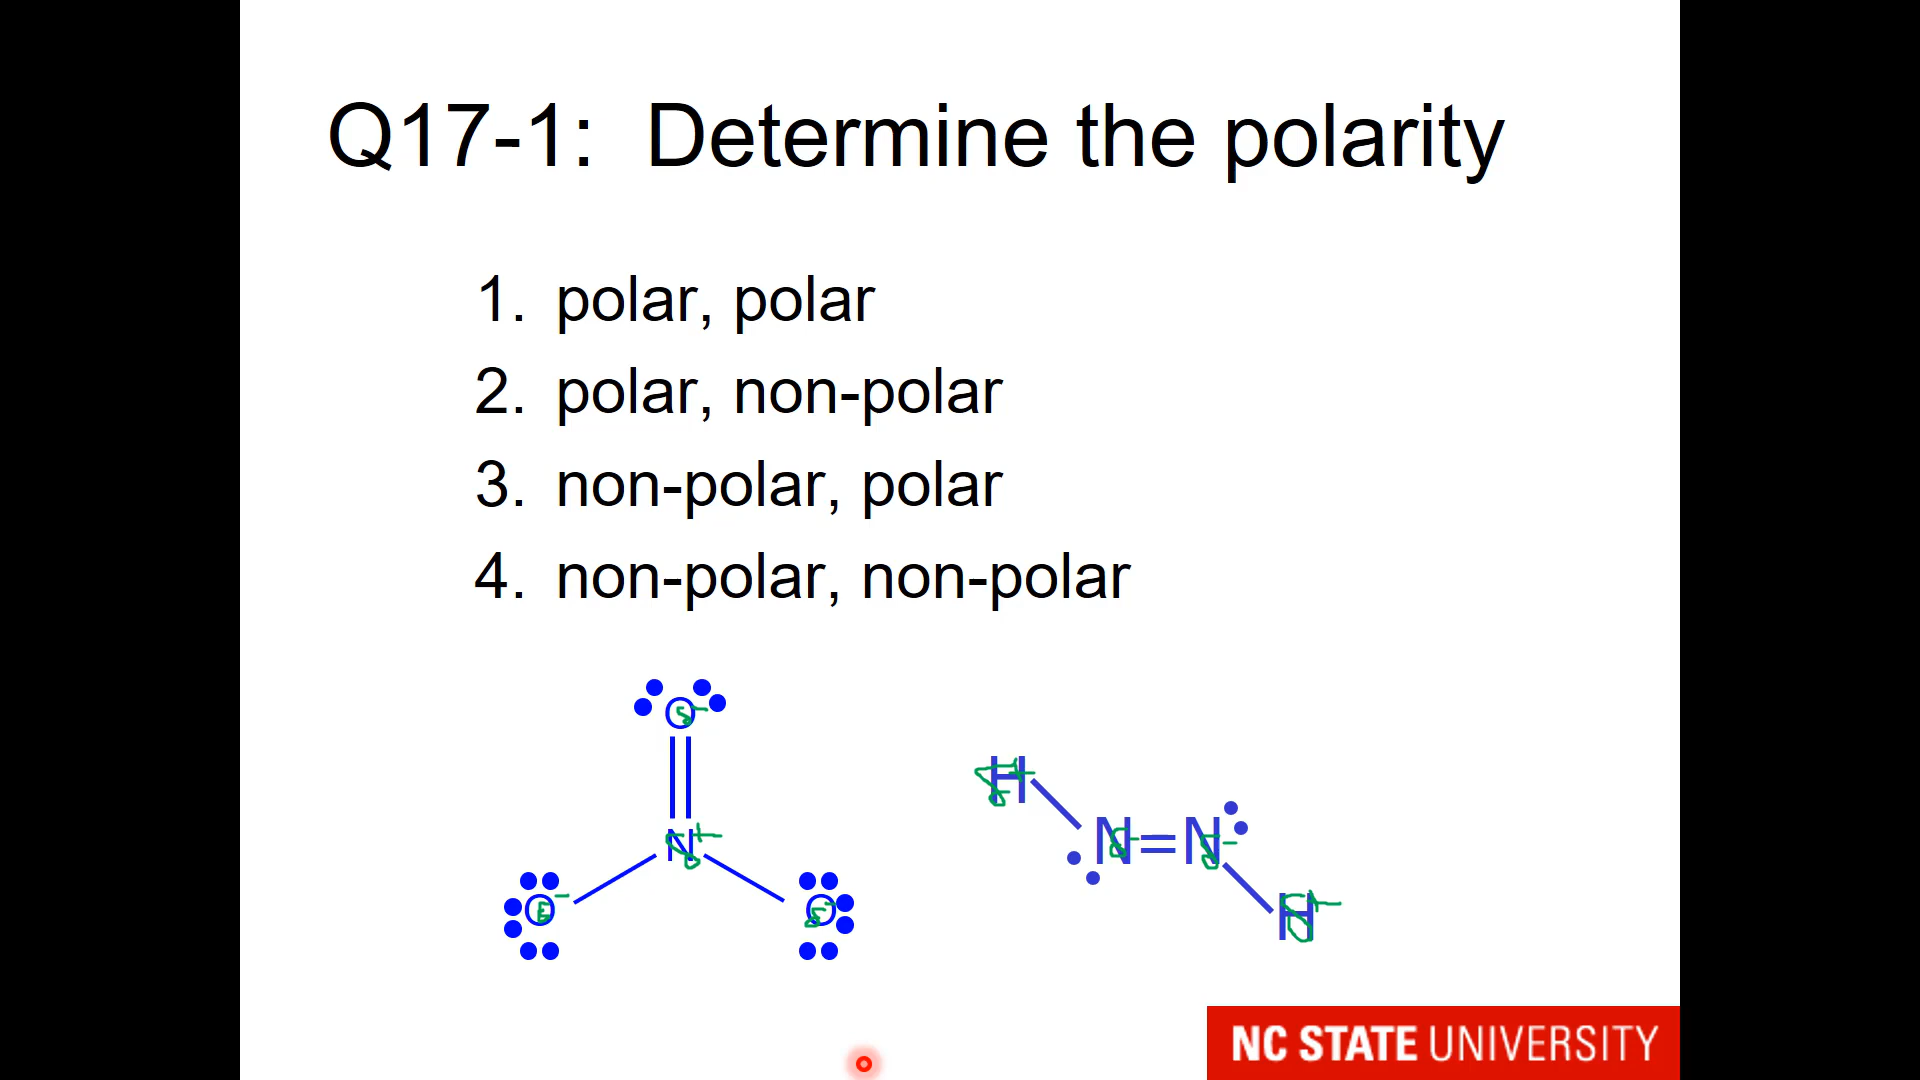 Q17-1: Determine the polarity
1. polar, polar
2. polar, non-polar
3. non-polar, polar
4. non-polar, non-polar
O δ-
N δ+
O δ-
O δ-
H δ+
N δ- = N δ-
H δ+
NC STATE UNIVERSITY